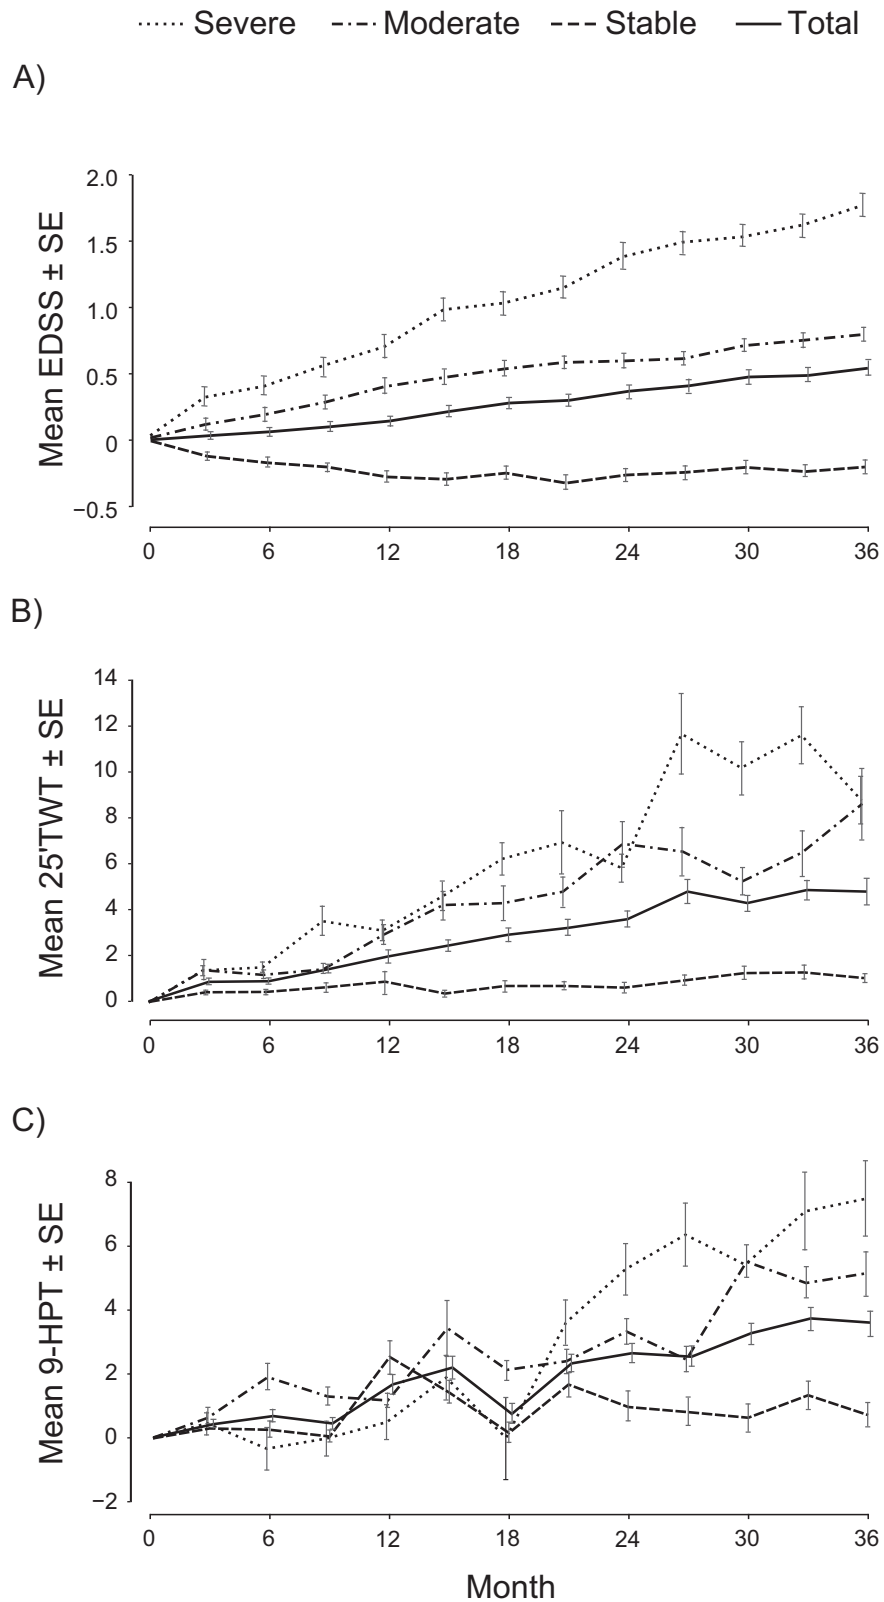 Severe Moderate Stable Total
A)
Mean EDSS ± SE
2.0
1.5
1.0
0.5
0
−0.5
0 6 12 18 24 30 36
B)
Mean 25'TWT ± SE
14
12
10
8
6
4
2
0
0 6 12 18 24 30 36
C)
Mean 9-HPT ± SE
8
6
4
2
0
−2
0 6 12 18 24 30 36
Month